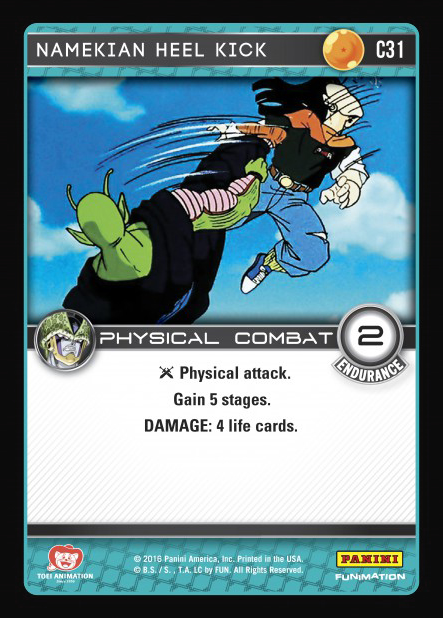 NAMEKIAN HEEL KICK C31
PHYSICAL COMBAT 2
ENDURANCE
Physical attack.
Gain 5 stages.
DAMAGE: 4 life cards.
TOEI ANIMATION
© 2016 Panini America, Inc. Printed in the USA.
© B.S. / S. , T.A. LC by FUN. All Rights Reserved.
PANINI
FUNIMATION